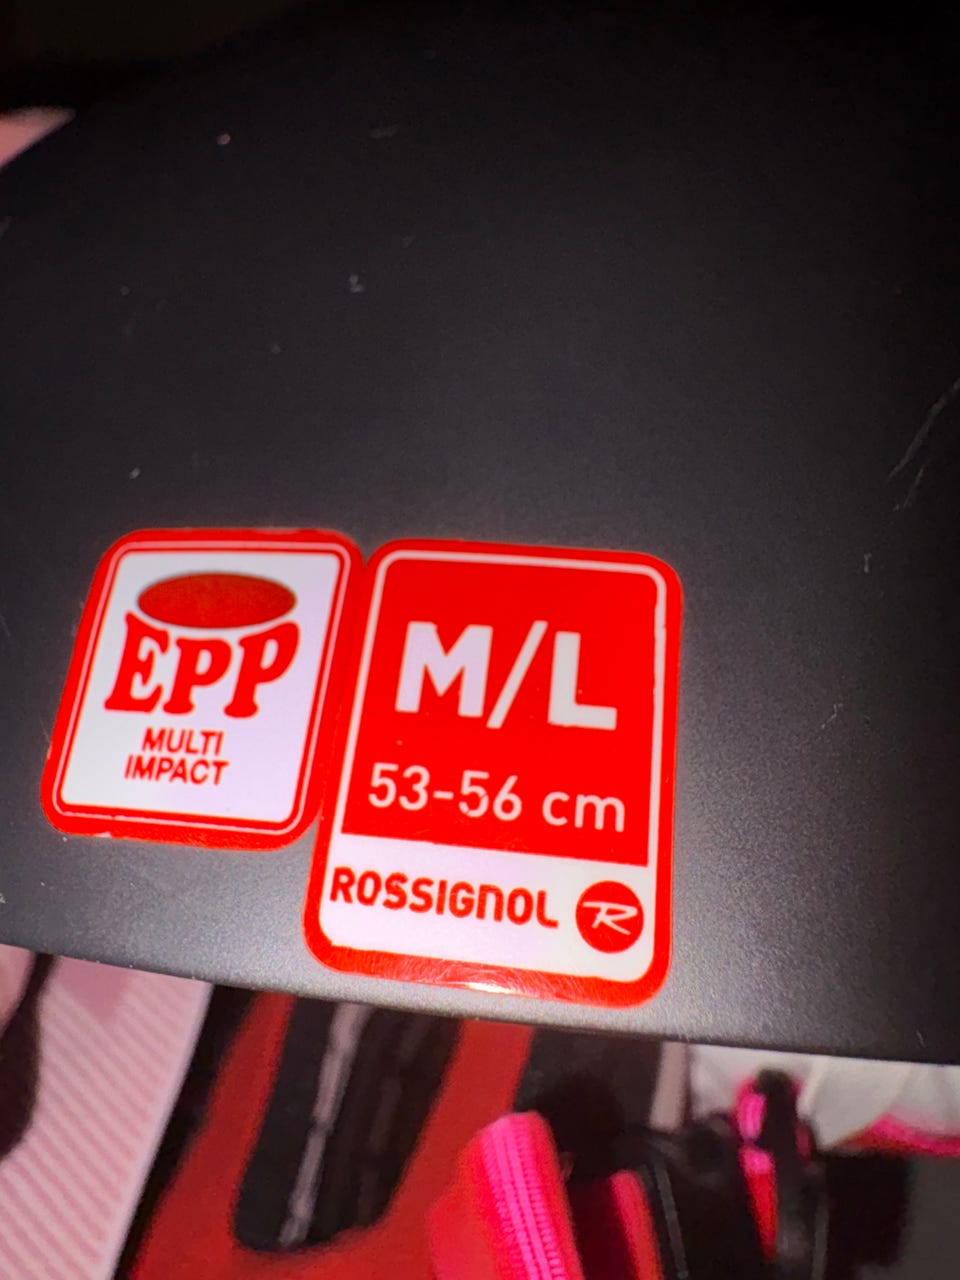 EPP
MULTI
IMPACT
M/L
53-56 cm
ROSSIGNOL R